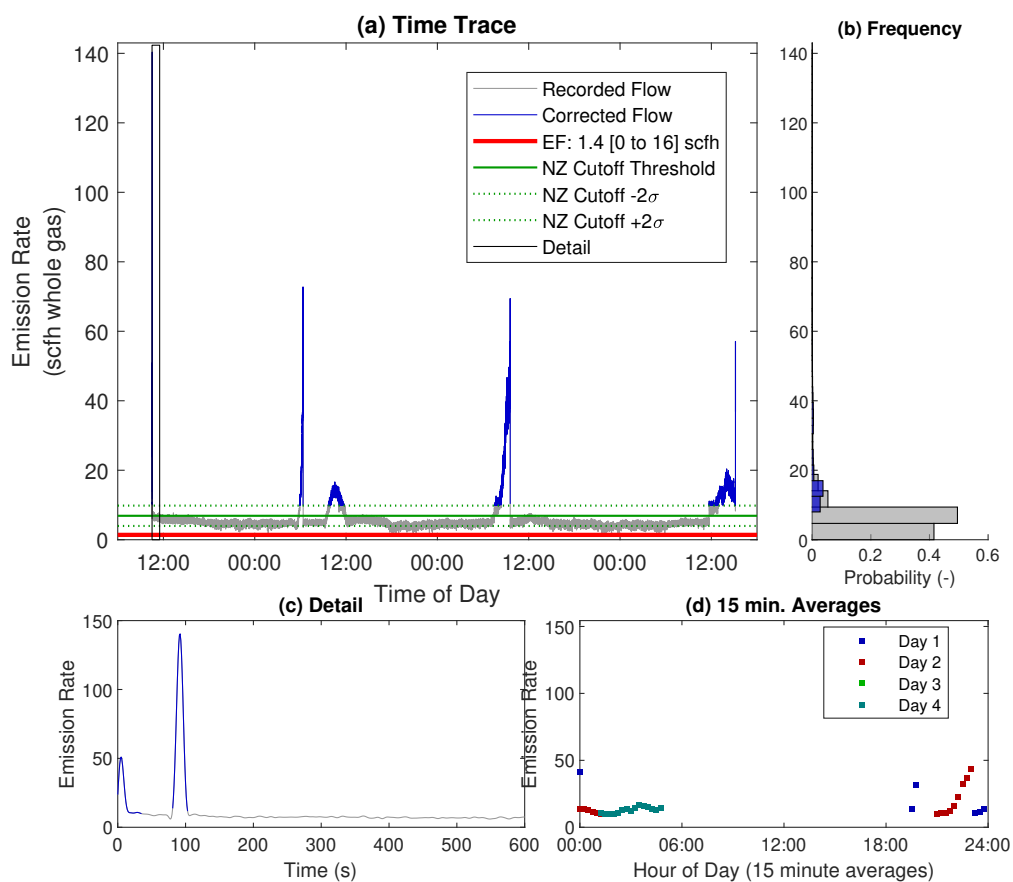 (a) Time Trace
140
120
100
80
60
40
20
0
Emission Rate
(scfh whole gas)
Recorded Flow
Corrected Flow
EF: 1.4 [0 to 16] scfh
NZ Cutoff Threshold
NZ Cutoff -2σ
NZ Cutoff +2σ
Detail
12:00 00:00 12:00 00:00 12:00 00:00 12:00
Time of Day
(b) Frequency
140
120
100
80
60
40
20
0
0 0.2 0.4 0.6
Probability (-)
(c) Detail
150
100
50
0
Emission Rate
0 100 200 300 400 500 600
Time (s)
(d) 15 min. Averages
150
100
50
0
Emission Rate
Day 1
Day 2
Day 3
Day 4
00:00 06:00 12:00 18:00 24:00
Hour of Day (15 minute averages)